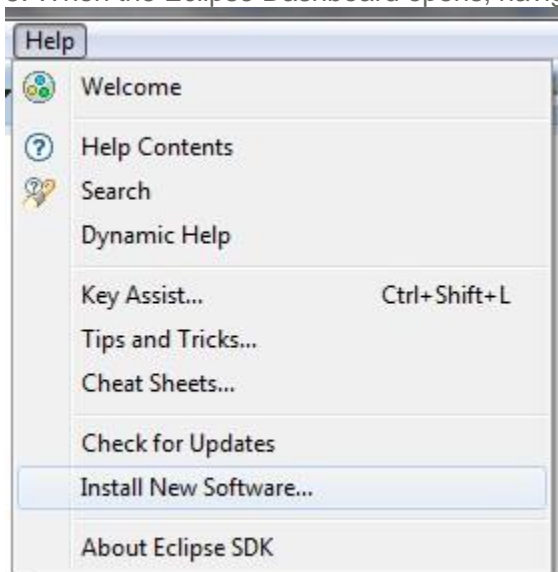 Help
Welcome
Help Contents
Search
Dynamic Help
Key Assist... Ctrl+Shift+L
Tips and Tricks...
Cheat Sheets...
Check for Updates
Install New Software...
About Eclipse SDK